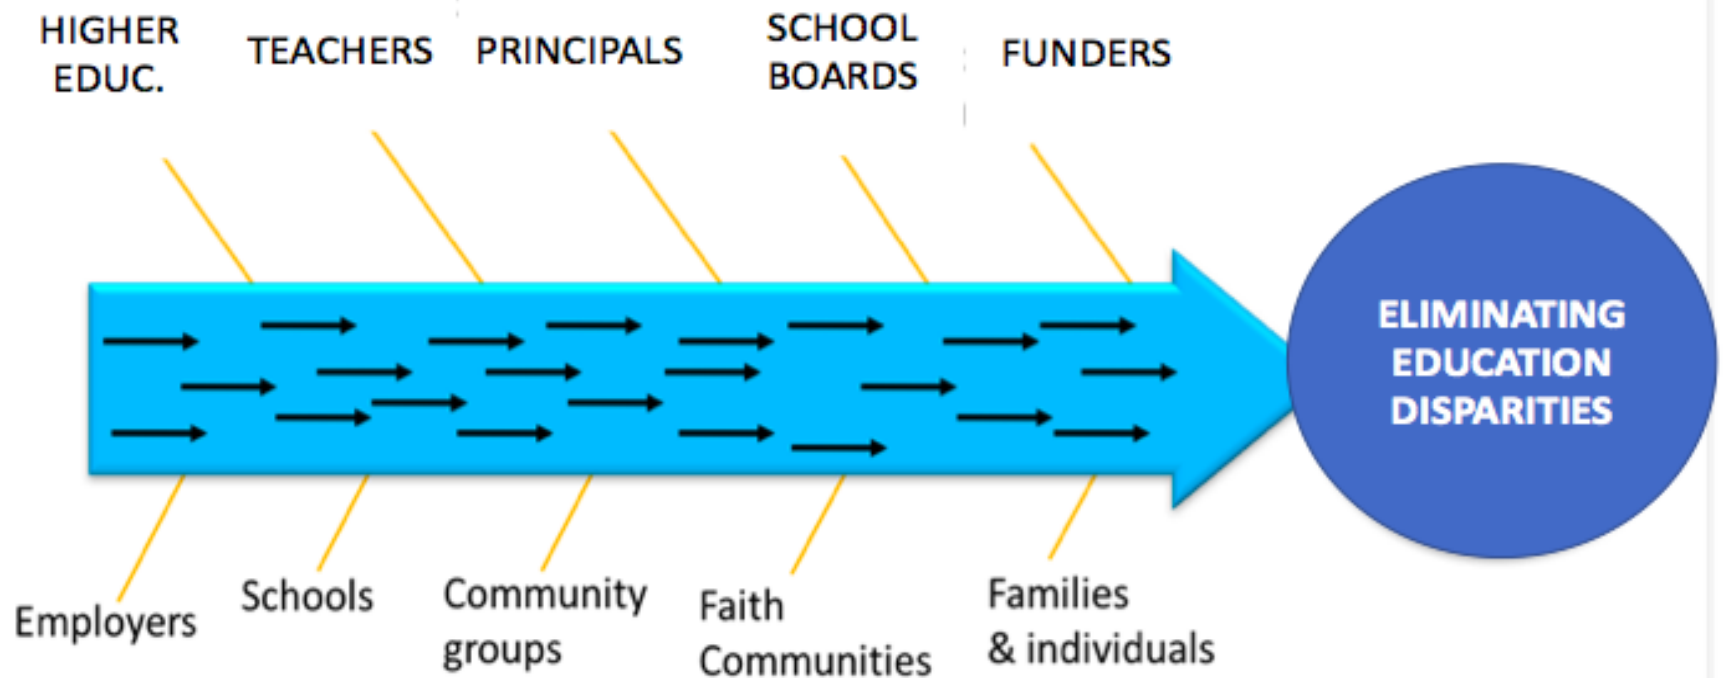 HIGHER
EDUC.
TEACHERS
PRINCIPALS
SCHOOL
BOARDS
FUNDERS
ELIMINATING
EDUCATION
DISPARITIES
Employers
Schools
Community
groups
Faith
Communities
Families
& individuals